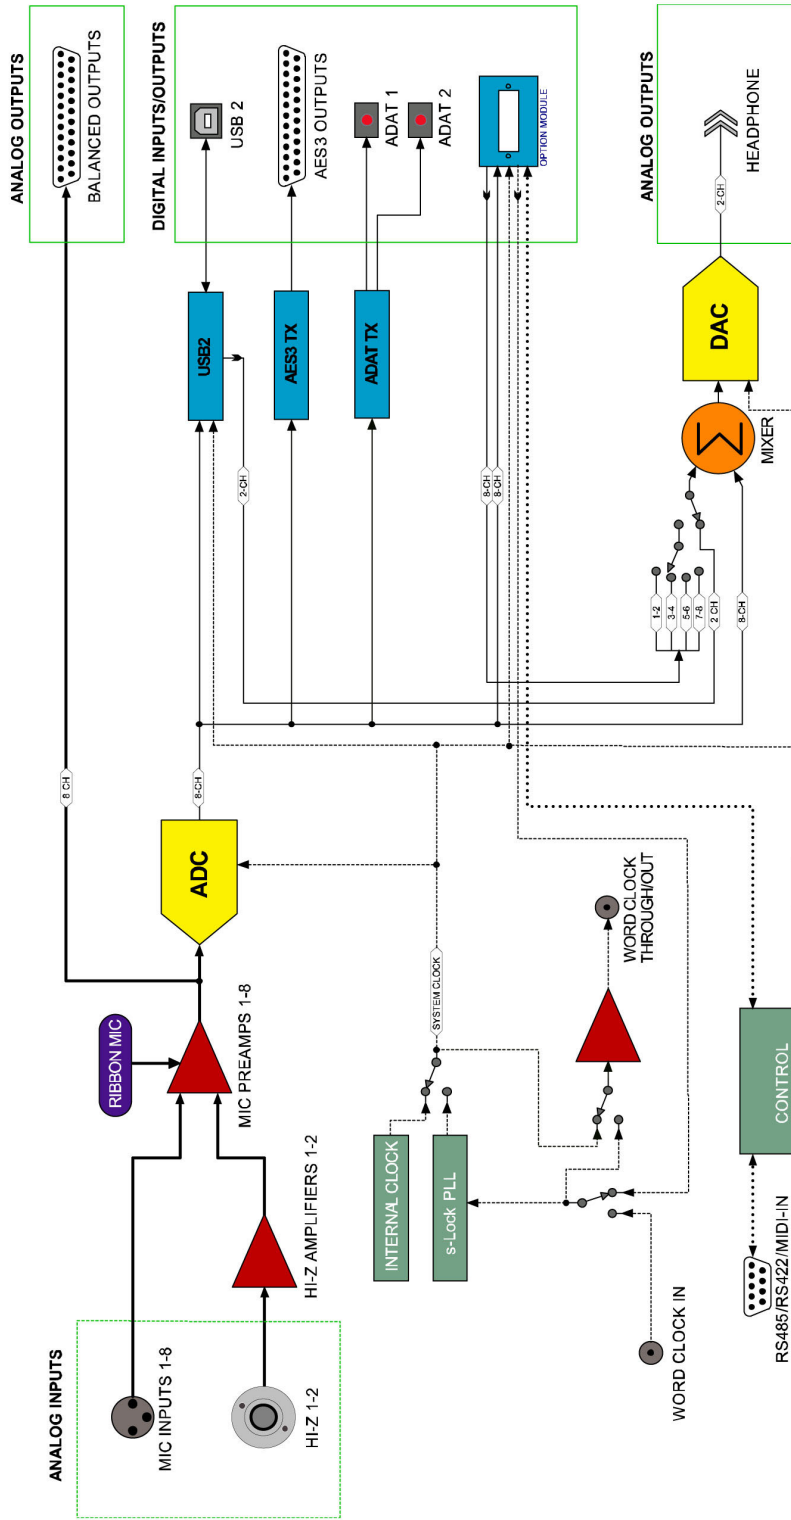 ANALOG INPUTS
MIC INPUTS 1-8
HI-Z 1-2
HI-Z AMPLIFIERS 1-2
RIBBON MIC
MIC PREAMPS 1-8
ADC
8 CH
8-CH
ANALOG OUTPUTS
BALANCED OUTPUTS
DIGITAL INPUTS/OUTPUTS
USB 2
AES3 OUTPUTS
ADAT 1
ADAT 2
OPTION MODULE
USB2
AES3 TX
ADAT TX
2-CH
8-CH
8-CH
INTERNAL CLOCK
s-Lock PLL
SYSTEM CLOCK
WORD CLOCK
THROUGH/OUT
WORD CLOCK IN
1-2
3-4
5-6
7-8
2 CH
8-CH
MIXER
DAC
2-CH
ANALOG OUTPUTS
HEADPHONE
RS485/RS422/MIDI-IN
CONTROL